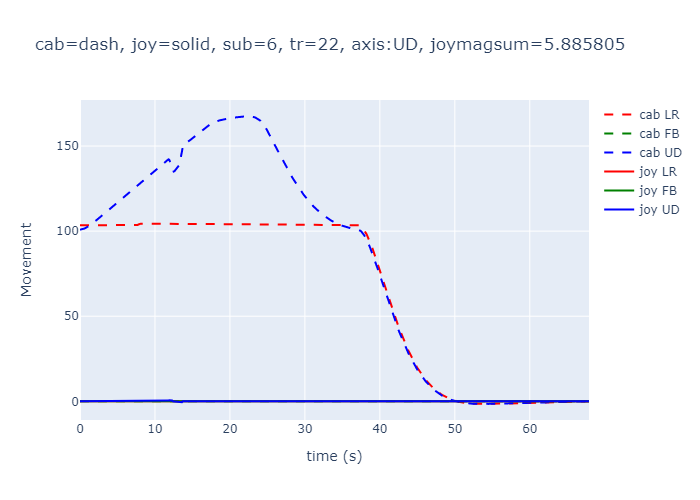 cab=dash, joy=solid, sub=6, tr=22, axis:UD, joymagsum=5.885805
cab LR
cab FB
cab UD
joy LR
joy FB
joy UD
Movement
150
100
50
0
0 10 20 30 40 50 60
time (s)